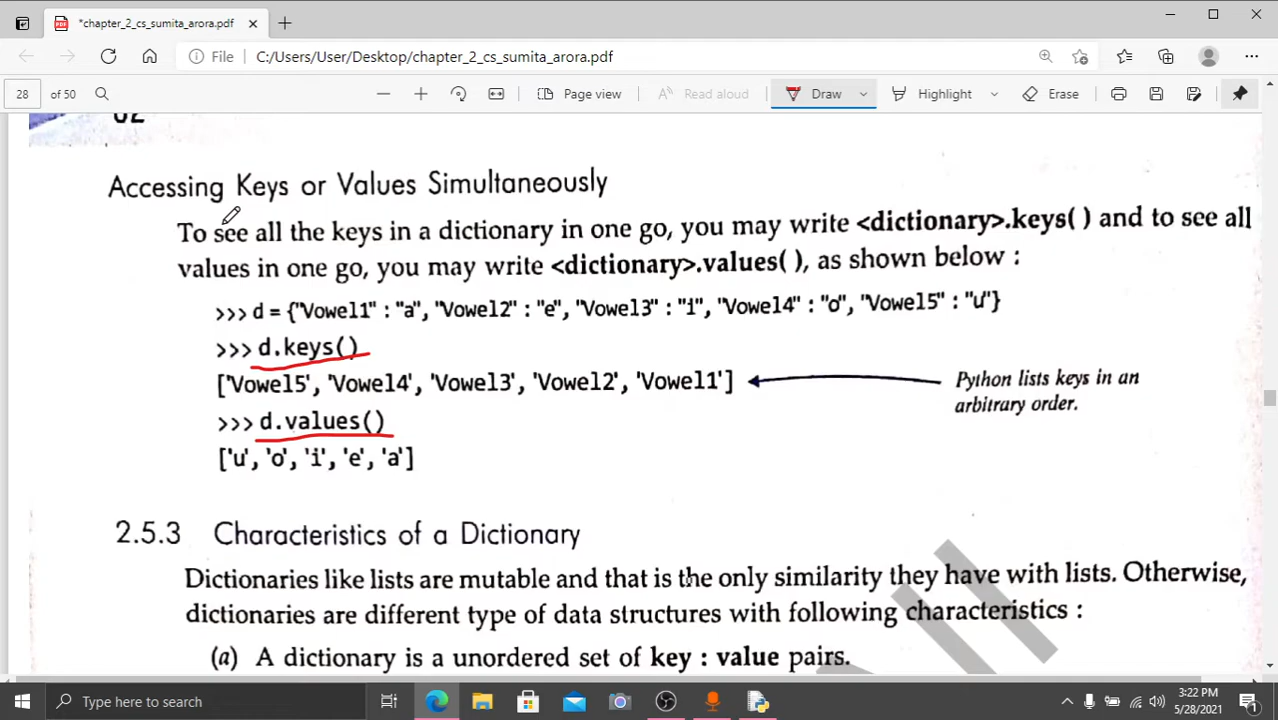 *chapter_2_cs_sumita_arora.pdf
File C:/Users/User/Desktop/chapter_2_cs_sumita_arora.pdf
28 of 50 Page view Read aloud Draw Highlight Erase
Accessing Keys or Values Simultaneously
To see all the keys in a dictionary in one go, you may write <dictionary>.keys( ) and to see all
values in one go, you may write <dictionary>.values( ), as shown below :
>>> d = {"Vowel1" : "a", "Vowel2" : "e", "Vowel3" : "i", "Vowel4" : "o", "Vowel5" : "u"}
>>> d.keys()
['Vowel5', 'Vowel4', 'Vowel3', 'Vowel2', 'Vowel1']
Python lists keys in an
arbitrary order.
>>> d.values()
['u', 'o', 'i', 'e', 'a']
2.5.3 Characteristics of a Dictionary
Dictionaries like lists are mutable and that is the only similarity they have with lists. Otherwise,
dictionaries are different type of data structures with following characteristics :
(a) A dictionary is a unordered set of key : value pairs.
Type here to search
3:22 PM
5/28/2021